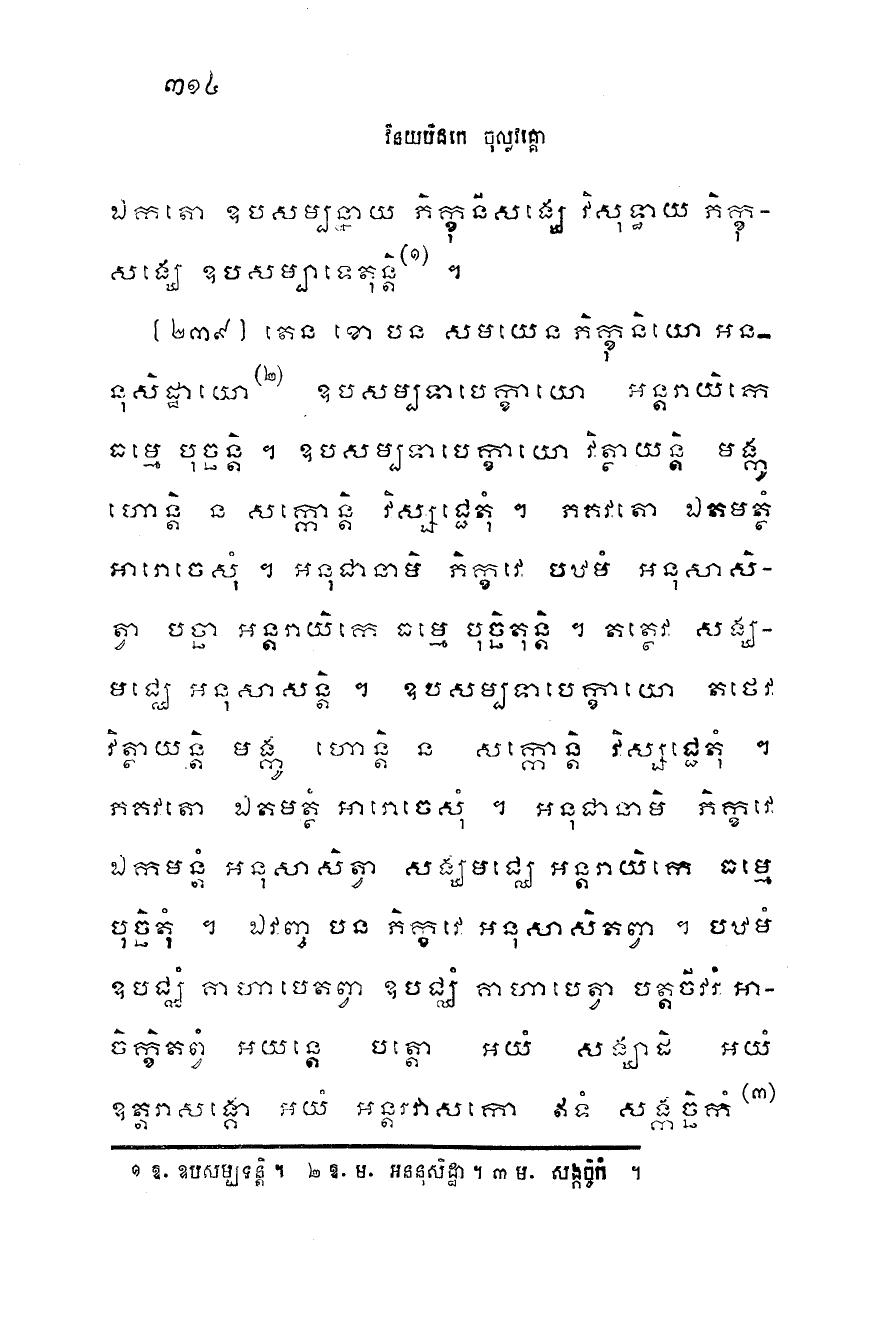 ៣១៤
វិនយបិដកេ ចុល្លវគ្គោ
ឯកតោ ឧបសម្បន្នាយ ភិក្ខុនីសង្ឃេ វិសុទ្ធាយ ភិក្ខុ-
សង្ឃេ ឧបសម្បាទេតុន្តិ(១) ។
[២៣៩] តេន ខោ បន សមយេន ភិក្ខុនិយោ អន-
នុសិដ្ឋាយោ(២) ឧបសម្បទាបេក្ខាយោ អន្តរាយិកេ
ធម្មេ បុច្ឆន្តិ ។ ឧបសម្បទាបេក្ខាយោ វិត្ថាយន្តិ មង្កូ
ហោន្តិ ន សក្កោន្តិ វិស្សជ្ជេតុំ ។ ភគវតោ ឯតមត្ថំ
អារោចេសុំ ។ អនុជានាមិ ភិក្ខវេ បឋមំ អនុសាសិ-
ត្វា បច្ឆា អន្តរាយិកេ ធម្មេ បុច្ឆិតុន្តិ ។ តត្ថេវ សង្ឃ-
មជ្ឈេ អនុសាសន្តិ ។ ឧបសម្បទាបេក្ខាយោ តថេវ
វិត្ថាយន្តិ មង្កូ ហោន្តិ ន សក្កោន្តិ វិស្សជ្ជេតុំ ។
ភគវតោ ឯតមត្ថំ អារោចេសុំ ។ អនុជានាមិ ភិក្ខវេ
ឯកមន្តំ អនុសាសិត្វា សង្ឃមជ្ឈេ អន្តរាយិកេ ធម្មេ
បុច្ឆិតុំ ។ ឯវញ្ច បន ភិក្ខវេ អនុសាសិតព្វា ។ បឋមំ
ឧបជ្ឈំ គាហាបេតព្វា ឧបជ្ឈំ គាហាបេត្វា បត្តចីវរំ អា-
ចិក្ខិតព្វំ អយន្តេ បត្តោ អយំ សង្ឃាដិ អយំ
ឧត្តរាសង្គោ អយំ អន្តរវាសកោ ឥទំ សង្កច្ឆិកំ(៣)
១ ឱ. ឧបសម្បទន្តិ ។ ២ ឱ. ម. អននុសិដ្ឋា ។ ៣ ម. សង្កច្ចិកំ ។